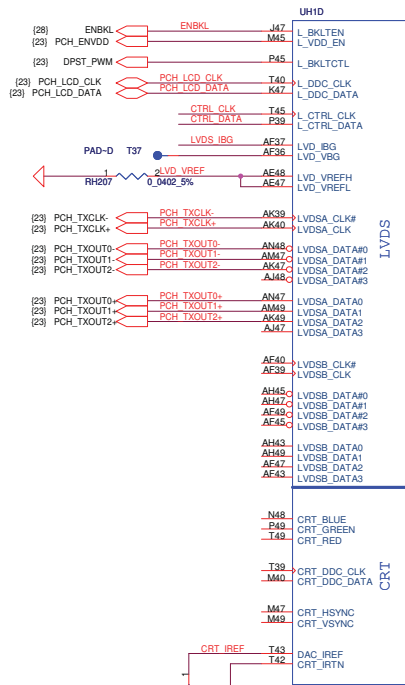 UH1D
{28} ENBKL ENBKL J47 L_BKLTEN
{23} PCH_ENVDD M45 L_VDD_EN
{23} DPST_PWM P45 L_BKLTCTL
{23} PCH_LCD_CLK PCH_LCD_CLK T40 L_DDC_CLK
{23} PCH_LCD_DATA PCH_LCD_DATA K47 L_DDC_DATA
CTRL_CLK T45 L_CTRL_CLK
CTRL_DATA P39 L_CTRL_DATA
LVDS_IBG AF37 LVD_IBG
PAD~D T37 AF36 LVD_VBG
1 2 LVD_VREF AE48 LVD_VREFH
RH207 0_0402_5% AE47 LVD_VREFL
{23} PCH_TXCLK- PCH_TXCLK- AK39 LVDSA_CLK#
{23} PCH_TXCLK+ PCH_TXCLK+ AK40 LVDSA_CLK
LVDS
{23} PCH_TXOUT0- PCH_TXOUT0- AN48 LVDSA_DATA#0
{23} PCH_TXOUT1- PCH_TXOUT1- AM47 LVDSA_DATA#1
{23} PCH_TXOUT2- PCH_TXOUT2- AK47 LVDSA_DATA#2
AJ48 LVDSA_DATA#3
{23} PCH_TXOUT0+ PCH_TXOUT0+ AN47 LVDSA_DATA0
{23} PCH_TXOUT1+ PCH_TXOUT1+ AM49 LVDSA_DATA1
{23} PCH_TXOUT2+ PCH_TXOUT2+ AK49 LVDSA_DATA2
AJ47 LVDSA_DATA3
AF40 LVDSB_CLK#
AF39 LVDSB_CLK
AH45 LVDSB_DATA#0
AH47 LVDSB_DATA#1
AF49 LVDSB_DATA#2
AF45 LVDSB_DATA#3
AH43 LVDSB_DATA0
AH49 LVDSB_DATA1
AF47 LVDSB_DATA2
AF43 LVDSB_DATA3
N48 CRT_BLUE
P49 CRT_GREEN
T49 CRT_RED
T39 CRT_DDC_CLK
M40 CRT_DDC_DATA
CRT
M47 CRT_HSYNC
M49 CRT_VSYNC
CRT_IREF T43 DAC_IREF
T42 CRT_IRTN
1